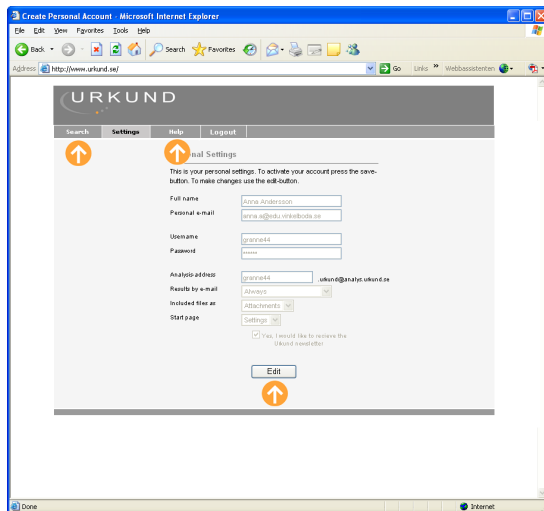 Create Personal Account - Microsoft Internet Explorer
File Edit View Favorites Tools Help
Back Search Favorites
Address http://www.urkund.se/ Go Links » Webbassistenten
URKUND
Search Settings Help Logout
nal Settings
This is your personal settings. To activate your account press the save-
button. To make changes use the edit-button.
Full name Anna Andersson
Personal e-mail anna.a@edu.vinkelboda.se
Username granne44
Password ******
Analysis address granne44 .urkund@analys.urkund.se
Results by e-mail Always
Included files as Attachments
Start page Settings
Yes, I would like to recieve the
Urkund newsletter
Edit
Done Internet